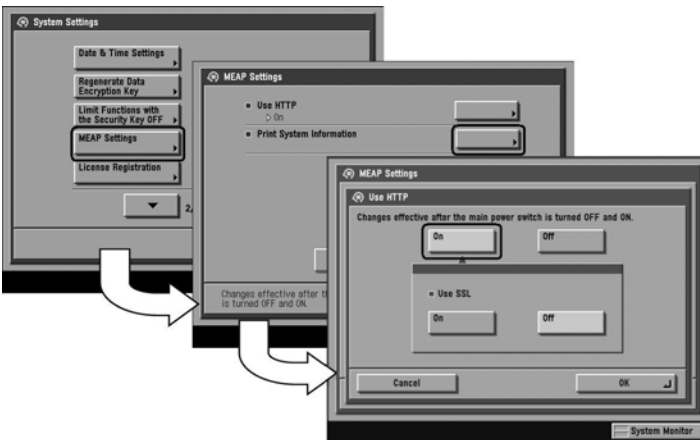 System Settings
Date & Time Settings
Regenerate Data
Encryption Key
Limit Functions with
the Security Key OFF
MEAP Settings
License Registration
2/
MEAP Settings
Use HTTP
On
Print System Information
Changes effective after t
is turned OFF and ON.
MEAP Settings
Use HTTP
Changes effective after the main power switch is turned OFF and ON.
On Off
Use SSL
On Off
Cancel OK
System Monitor